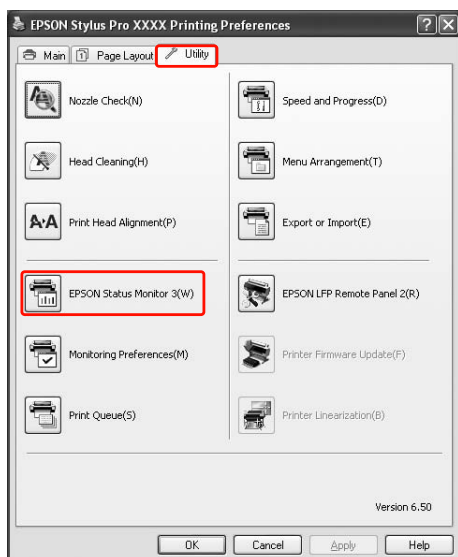 EPSON Stylus Pro XXXX Printing Preferences
Main Page Layout Utility
Nozzle Check(N)
Speed and Progress(D)
Head Cleaning(H)
Menu Arrangement(T)
Print Head Alignment(P)
Export or Import(E)
EPSON Status Monitor 3(W)
EPSON LFP Remote Panel 2(R)
Monitoring Preferences(M)
Printer Firmware Update(F)
Print Queue(S)
Printer Linearization(B)
Version 6.50
OK Cancel Apply Help